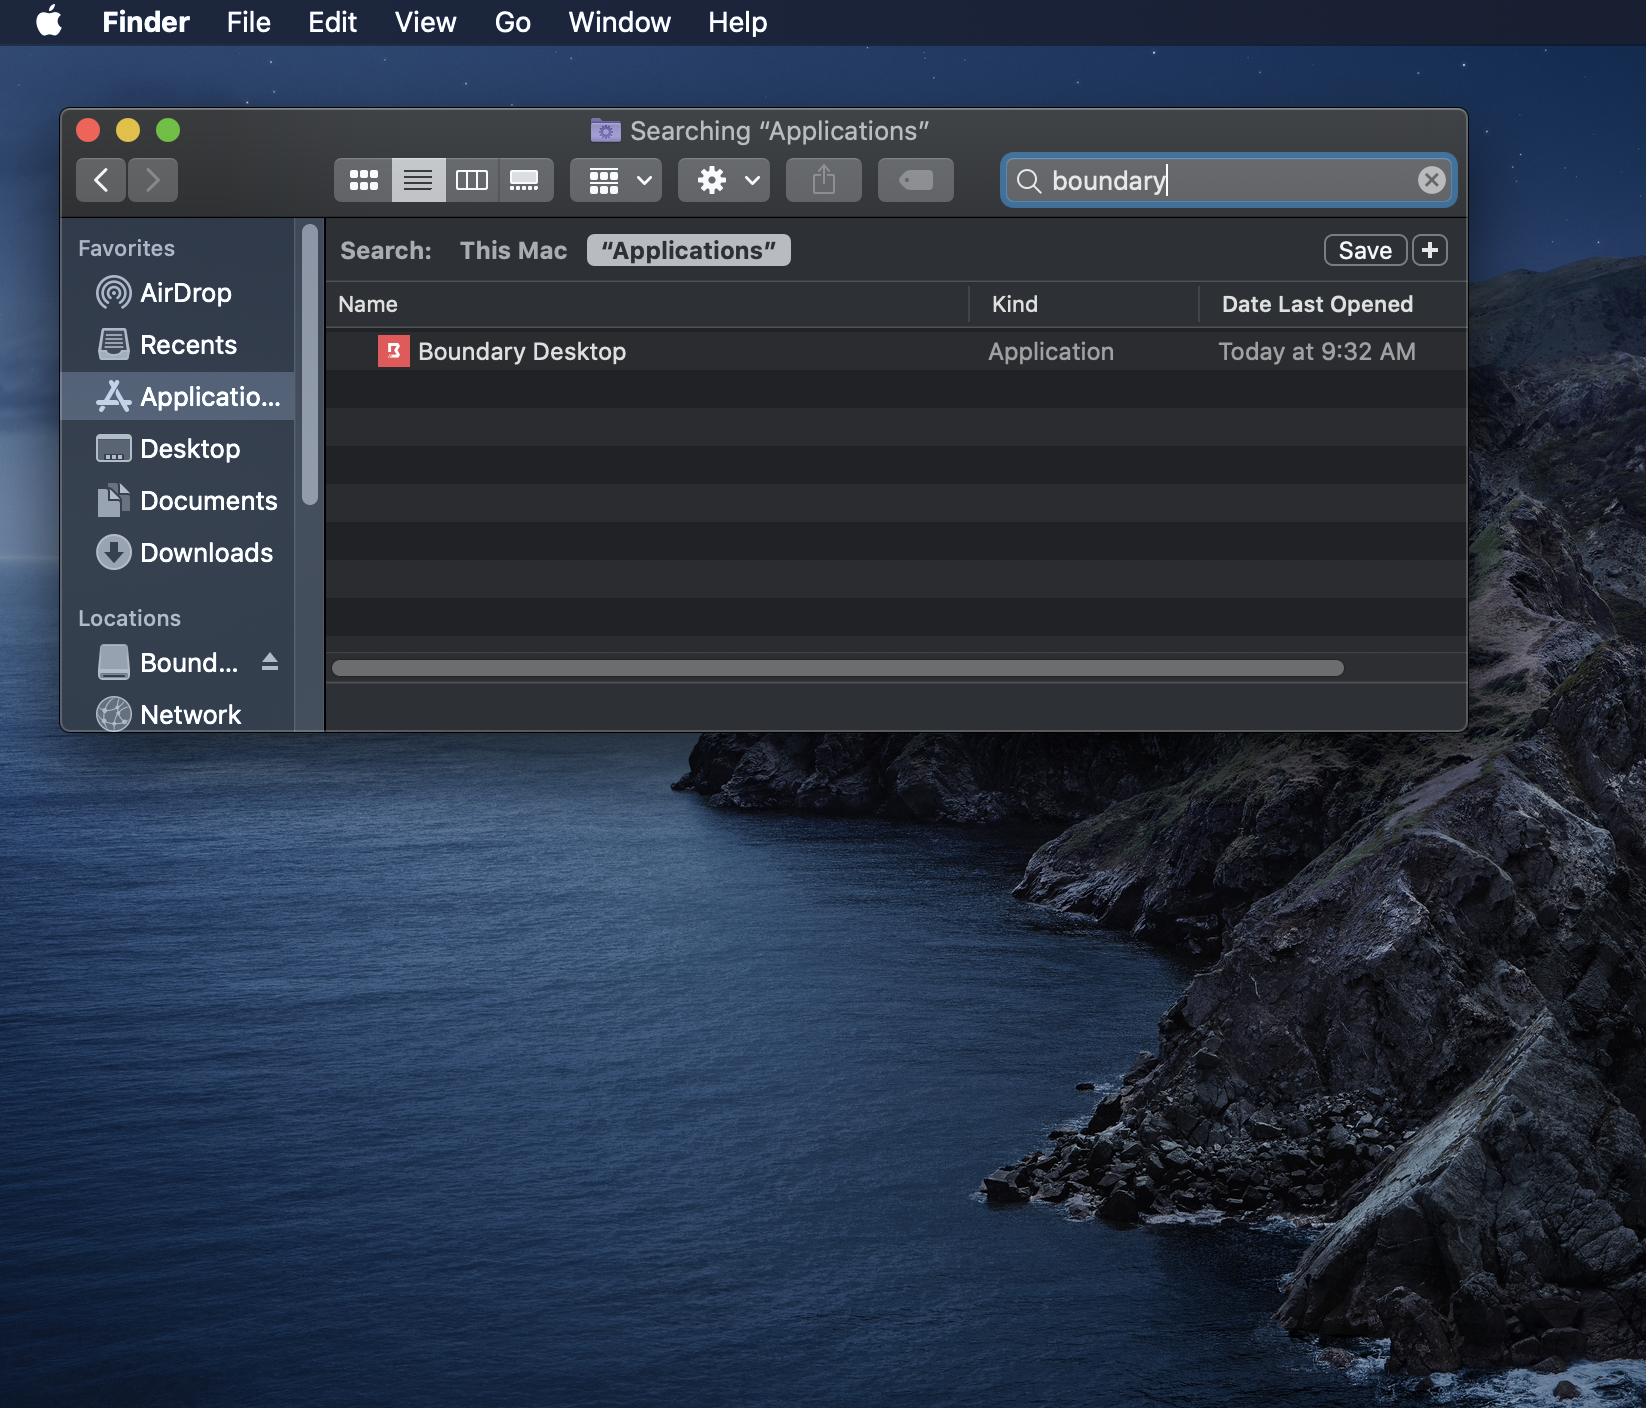 Finder File Edit View Go Window Help
Searching “Applications”
boundary
Favorites
AirDrop
Recents
Applicatio...
Desktop
Documents
Downloads
Locations
Bound...
Network
Search: This Mac “Applications” Save +
Name Kind Date Last Opened
B Boundary Desktop Application Today at 9:32 AM